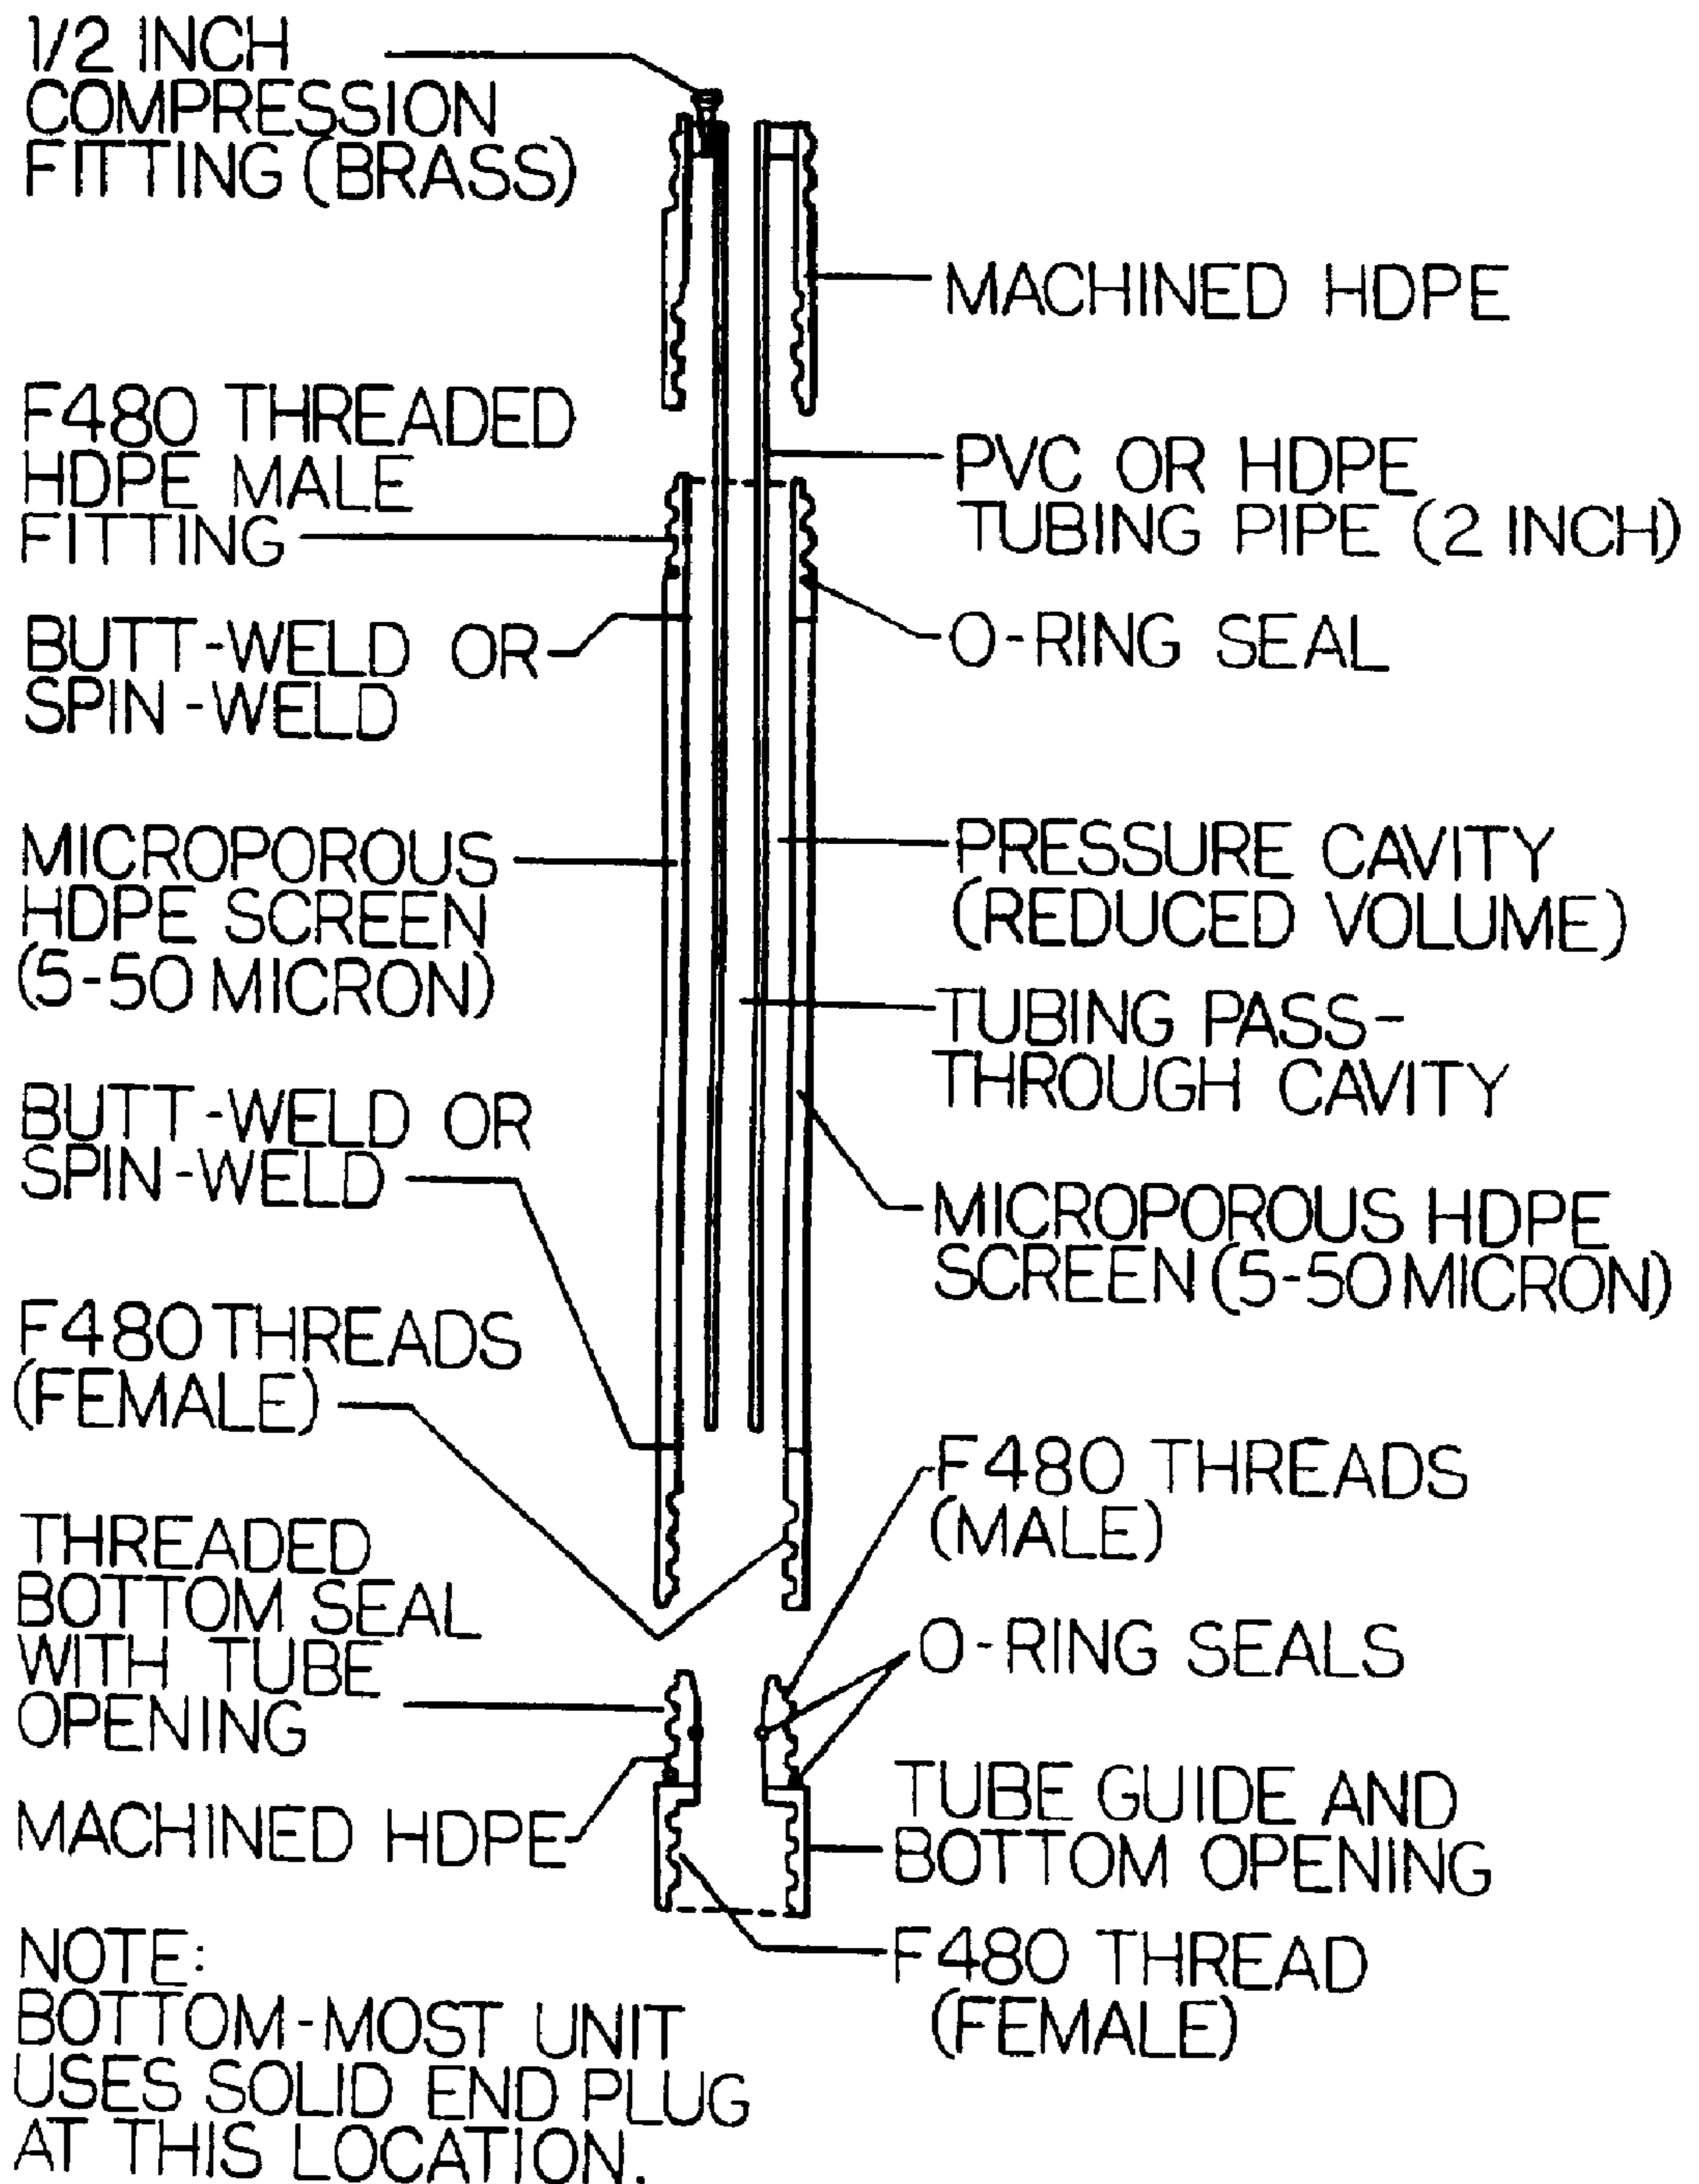 1/2 INCH
COMPRESSION
FITTING (BRASS)
MACHINED HDPE
F480 THREADED
HDPE MALE
FITTING
PVC OR HDPE
TUBING PIPE (2 INCH)
BUTT-WELD OR
SPIN-WELD
O-RING SEAL
MICROPOROUS
HDPE SCREEN
(5-50 MICRON)
PRESSURE CAVITY
(REDUCED VOLUME)
TUBING PASS-
THROUGH CAVITY
BUTT-WELD OR
SPIN-WELD
MICROPOROUS HDPE
SCREEN (5-50 MICRON)
F480 THREADS
(FEMALE)
F480 THREADS
(MALE)
THREADED
BOTTOM SEAL
WITH TUBE
OPENING
O-RING SEALS
MACHINED HDPE
TUBE GUIDE AND
BOTTOM OPENING
F480 THREAD
(FEMALE)
NOTE:
BOTTOM-MOST UNIT
USES SOLID END PLUG
AT THIS LOCATION.